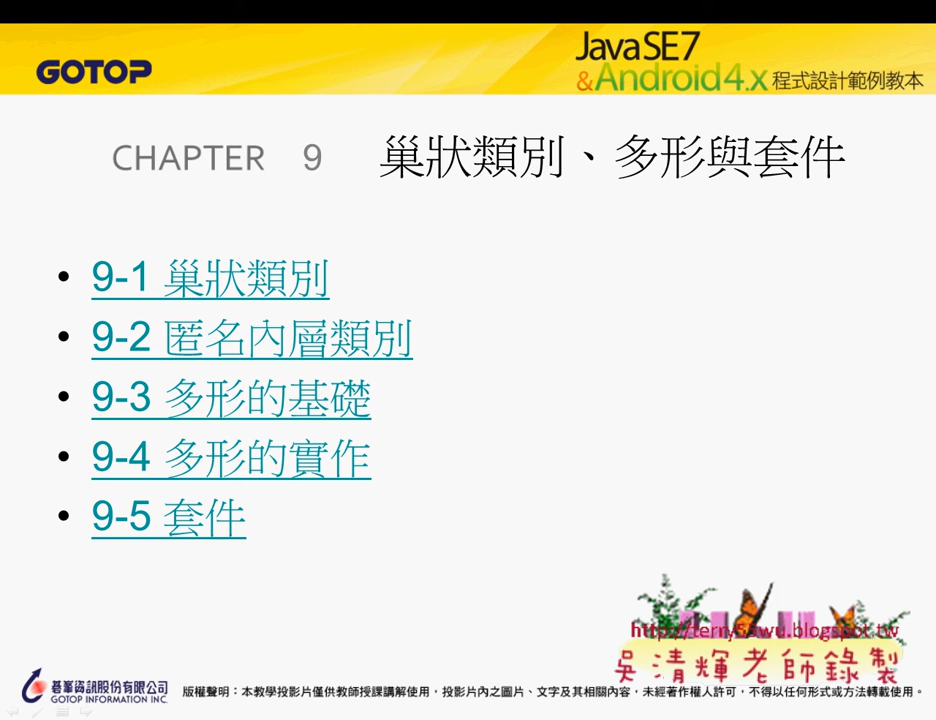 GOTOP
JavaSE7
&Android4.x 程式設計範例教本
CHAPTER 9 巢狀類別、多形與套件
• 9-1 巢狀類別
• 9-2 匿名內層類別
• 9-3 多形的基礎
• 9-4 多形的實作
• 9-5 套件
http://terry55wu.blogspot.tw
吳清輝老師錄製
碁峯資訊股份有限公司
GOTOP INFORMATION INC.
版權聲明：本教學投影片僅供教師授課講解使用，投影片內之圖片、文字及其相關內容，未經著作權人許可，不得以任何形式或方法轉載使用。